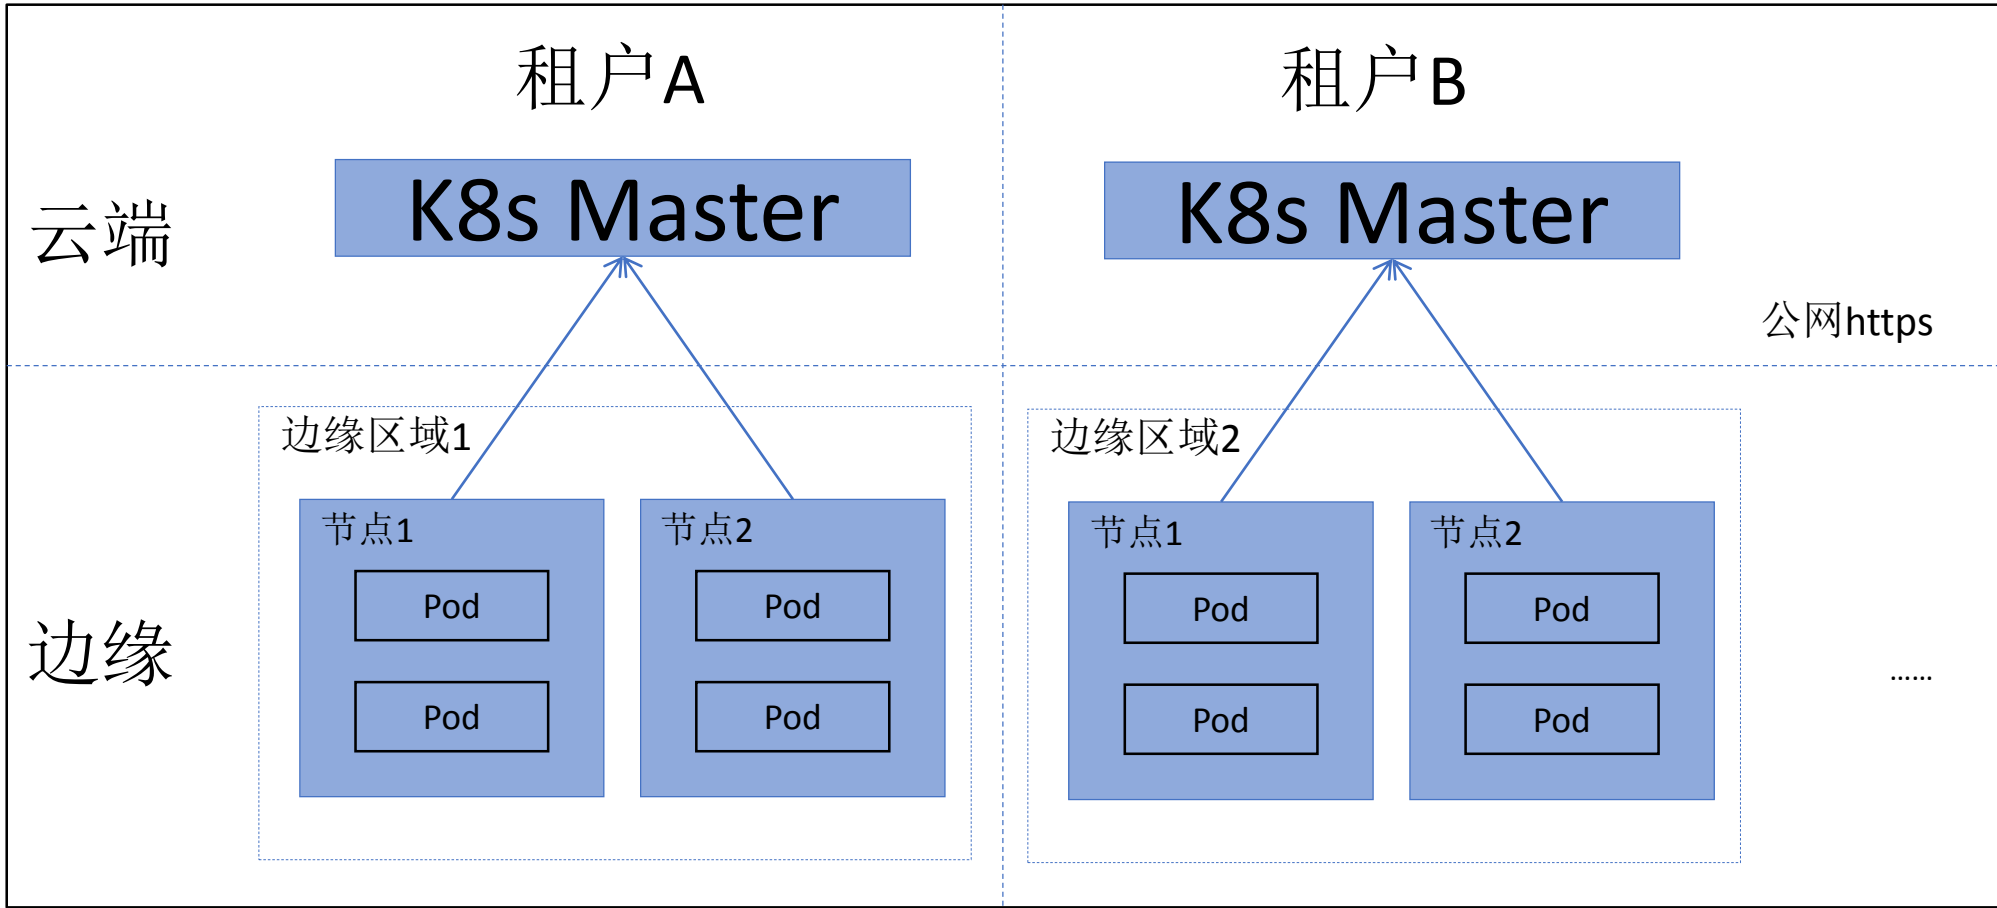 租户A
租户B
云端
K8s Master
K8s Master
公网https
边缘
边缘区域1
节点1
Pod
Pod
节点2
Pod
Pod
边缘区域2
节点1
Pod
Pod
节点2
Pod
Pod
......